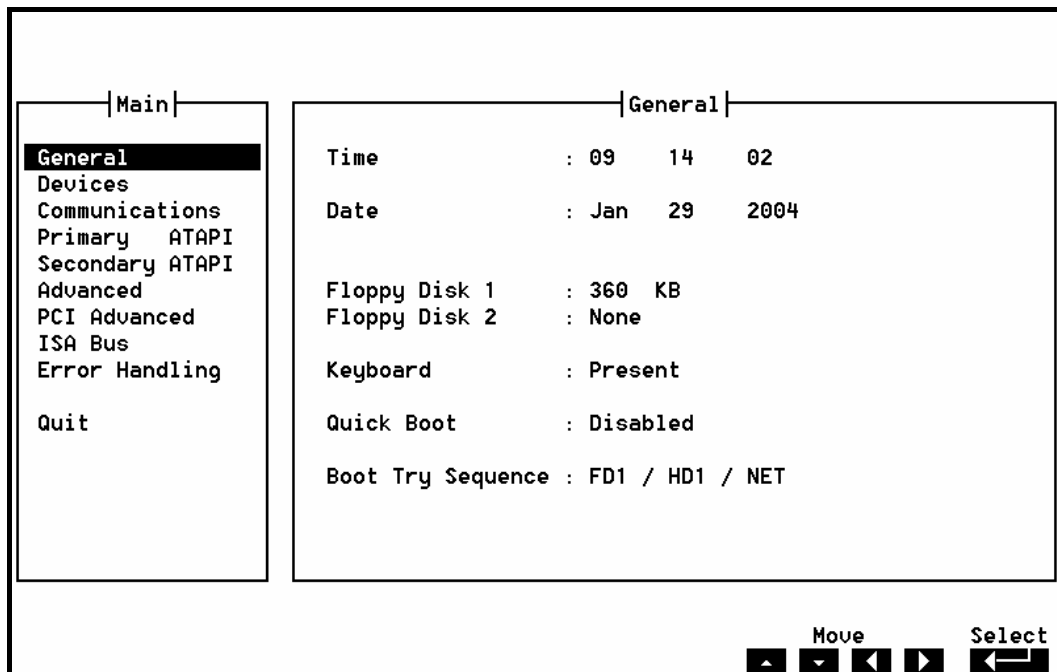 Main
General
Devices
Communications
Primary ATAPI
Secondary ATAPI
Advanced
PCI Advanced
ISA Bus
Error Handling
Quit
General
Time : 09 14 02
Date : Jan 29 2004
Floppy Disk 1 : 360 KB
Floppy Disk 2 : None
Keyboard : Present
Quick Boot : Disabled
Boot Try Sequence : FD1 / HD1 / NET
Move Select